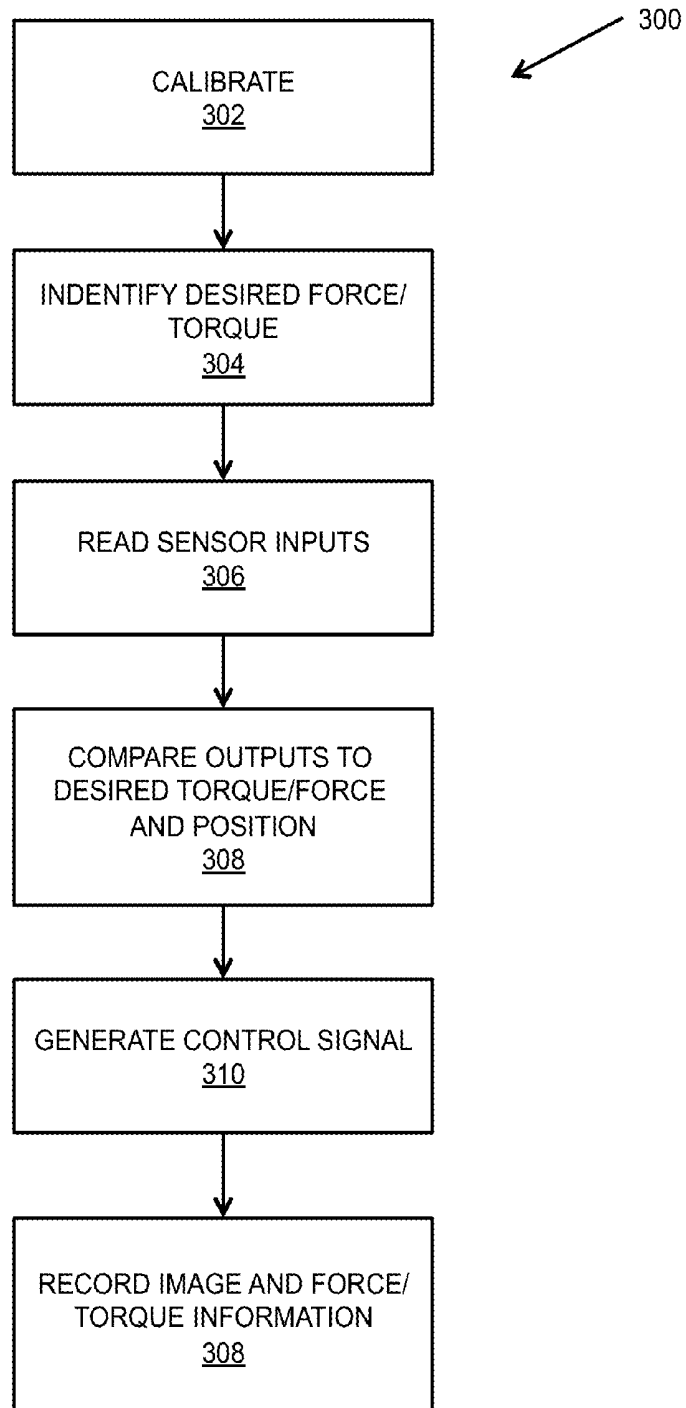 300
CALIBRATE
302
INDENTIFY DESIRED FORCE/
TORQUE
304
READ SENSOR INPUTS
306
COMPARE OUTPUTS TO
DESIRED TORQUE/FORCE
AND POSITION
308
GENERATE CONTROL SIGNAL
310
RECORD IMAGE AND FORCE/
TORQUE INFORMATION
308